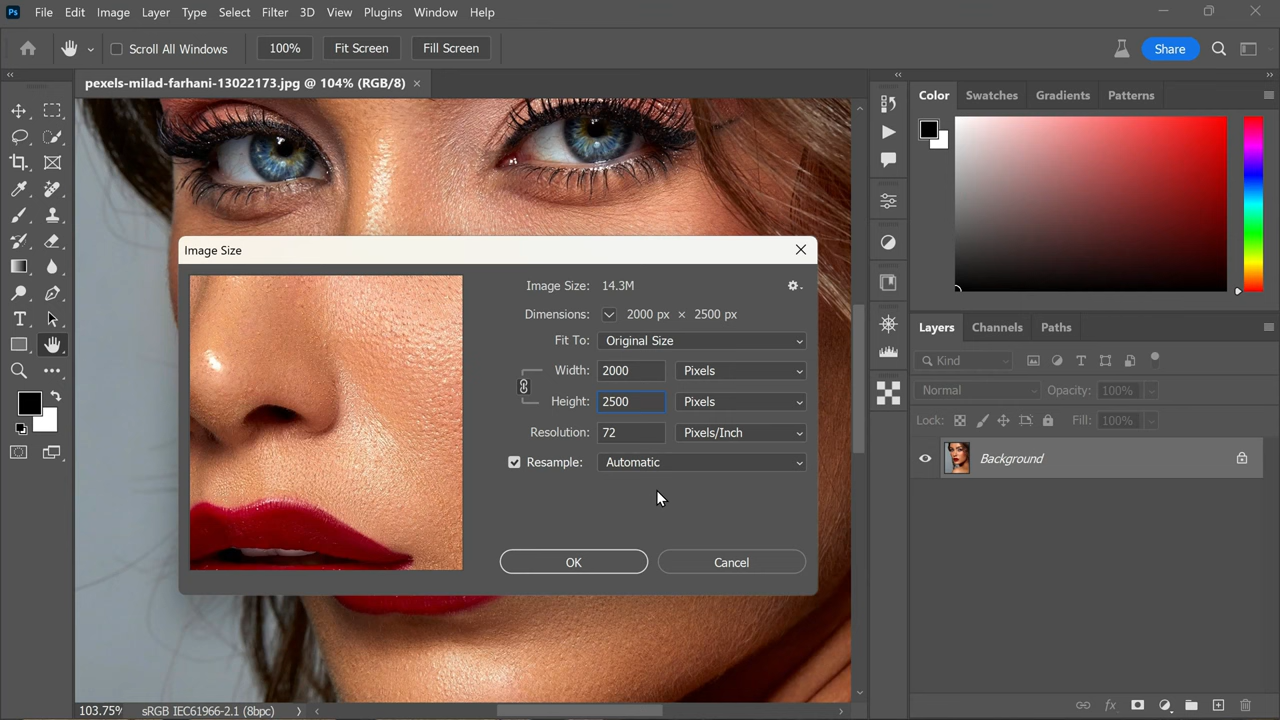 Ps File Edit Image Layer Type Select Filter 3D View Plugins Window Help
Scroll All Windows 100% Fit Screen Fill Screen Share
pexels-milad-farhani-13022173.jpg @ 104% (RGB/8) ×
Color Swatches Gradients Patterns
Image Size
Image Size: 14.3M
Dimensions: 2000 px × 2500 px
Fit To: Original Size
Width: 2000 Pixels
Height: 2500 Pixels
Resolution: 72 Pixels/Inch
Resample: Automatic
OK Cancel
Layers Channels Paths
Kind
Normal Opacity: 100%
Lock: Fill: 100%
Background
fx
103.75% sRGB IEC61966-2.1 (8bpc)